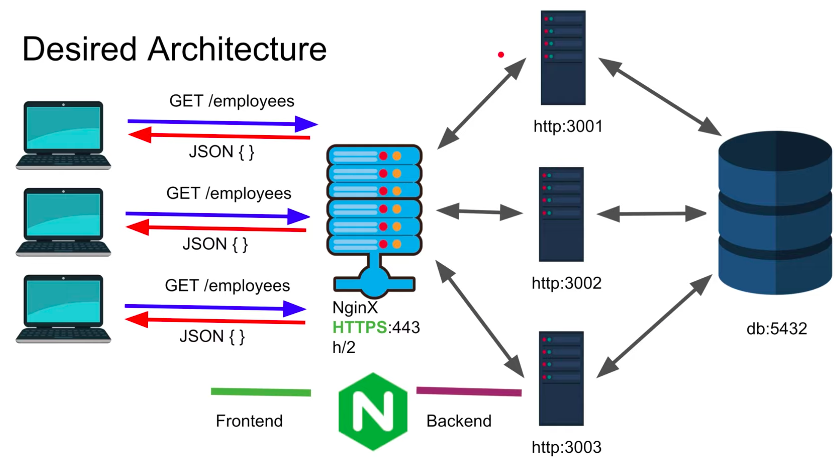 Desired Architecture
GET /employees
JSON { }
GET /employees
JSON { }
GET /employees
JSON { }
NginX
HTTPS:443
h/2
http:3001
http:3002
http:3003
db:5432
Frontend
N
Backend